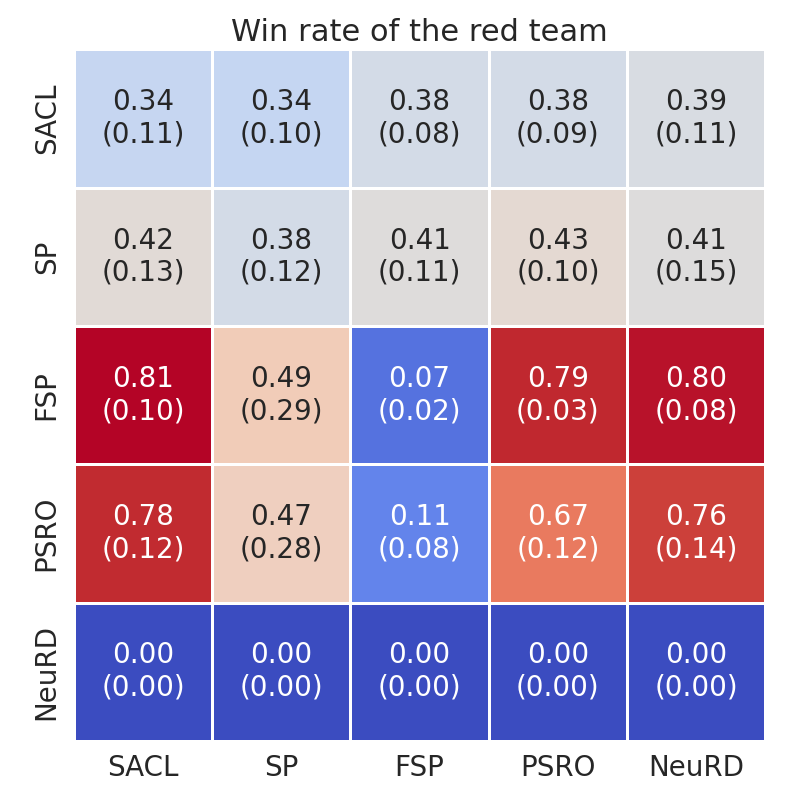 Win rate of the red team
SACL
0.34 0.34 0.38 0.38 0.39
(0.11) (0.10) (0.08) (0.09) (0.11)
SP
0.42 0.38 0.41 0.43 0.41
(0.13) (0.12) (0.11) (0.10) (0.15)
FSP
0.81 0.49 0.07 0.79 0.80
(0.10) (0.29) (0.02) (0.03) (0.08)
PSRO
0.78 0.47 0.11 0.67 0.76
(0.12) (0.28) (0.08) (0.12) (0.14)
NeuRD
0.00 0.00 0.00 0.00 0.00
(0.00) (0.00) (0.00) (0.00) (0.00)
SACL SP FSP PSRO NeuRD